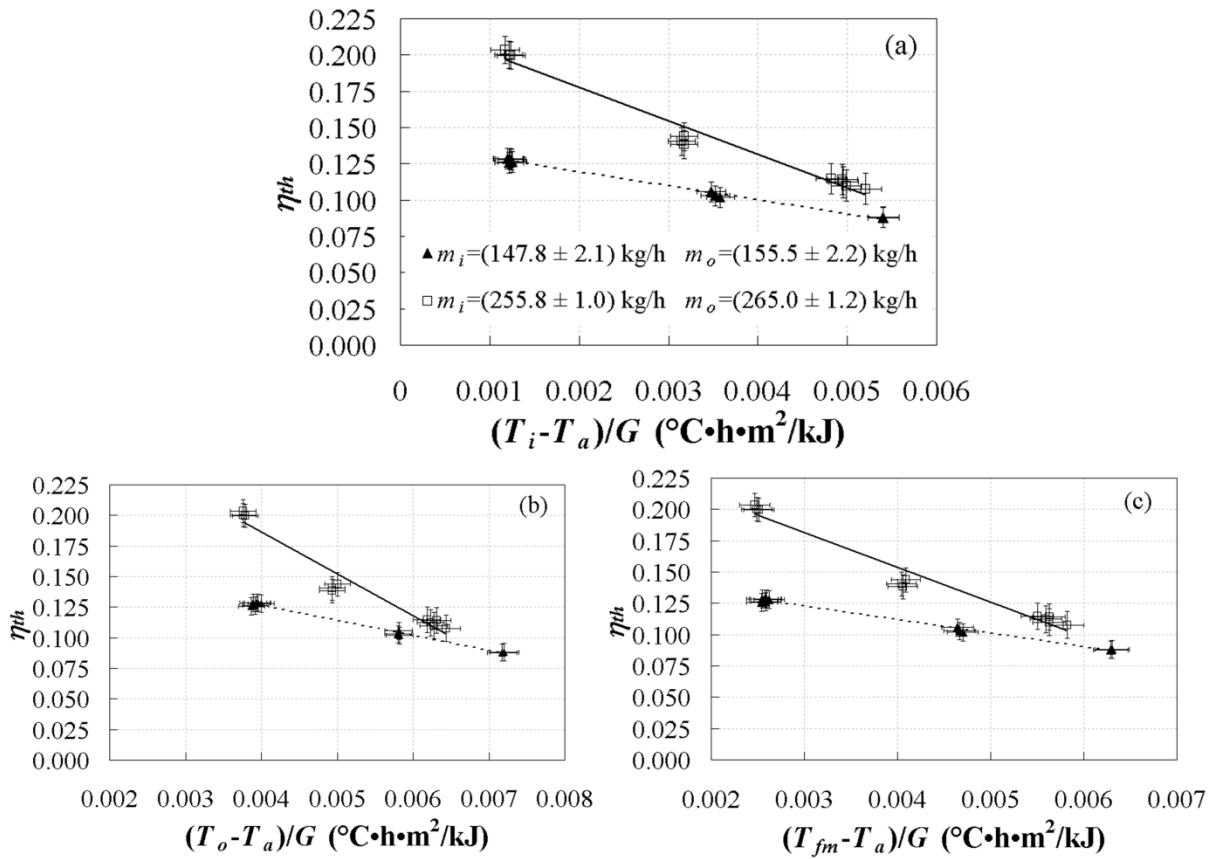 0.225
0.200
0.175
0.150
0.125
0.100
0.075
0.050
0.025
0.000
η_th
(a)
▲ m_i=(147.8 ± 2.1) kg/h m_o=(155.5 ± 2.2) kg/h
□ m_i=(255.8 ± 1.0) kg/h m_o=(265.0 ± 1.2) kg/h
0 0.001 0.002 0.003 0.004 0.005 0.006
(T_i-T_a)/G (°C•h•m²/kJ)
0.225
0.200
0.175
0.150
0.125
0.100
0.075
0.050
0.025
0.000
η_th
(b)
0.002 0.003 0.004 0.005 0.006 0.007 0.008
(T_o-T_a)/G (°C•h•m²/kJ)
0.225
0.200
0.175
0.150
0.125
0.100
0.075
0.050
0.025
0.000
η_th
(c)
0.002 0.003 0.004 0.005 0.006 0.007
(T_fm-T_a)/G (°C•h•m²/kJ)